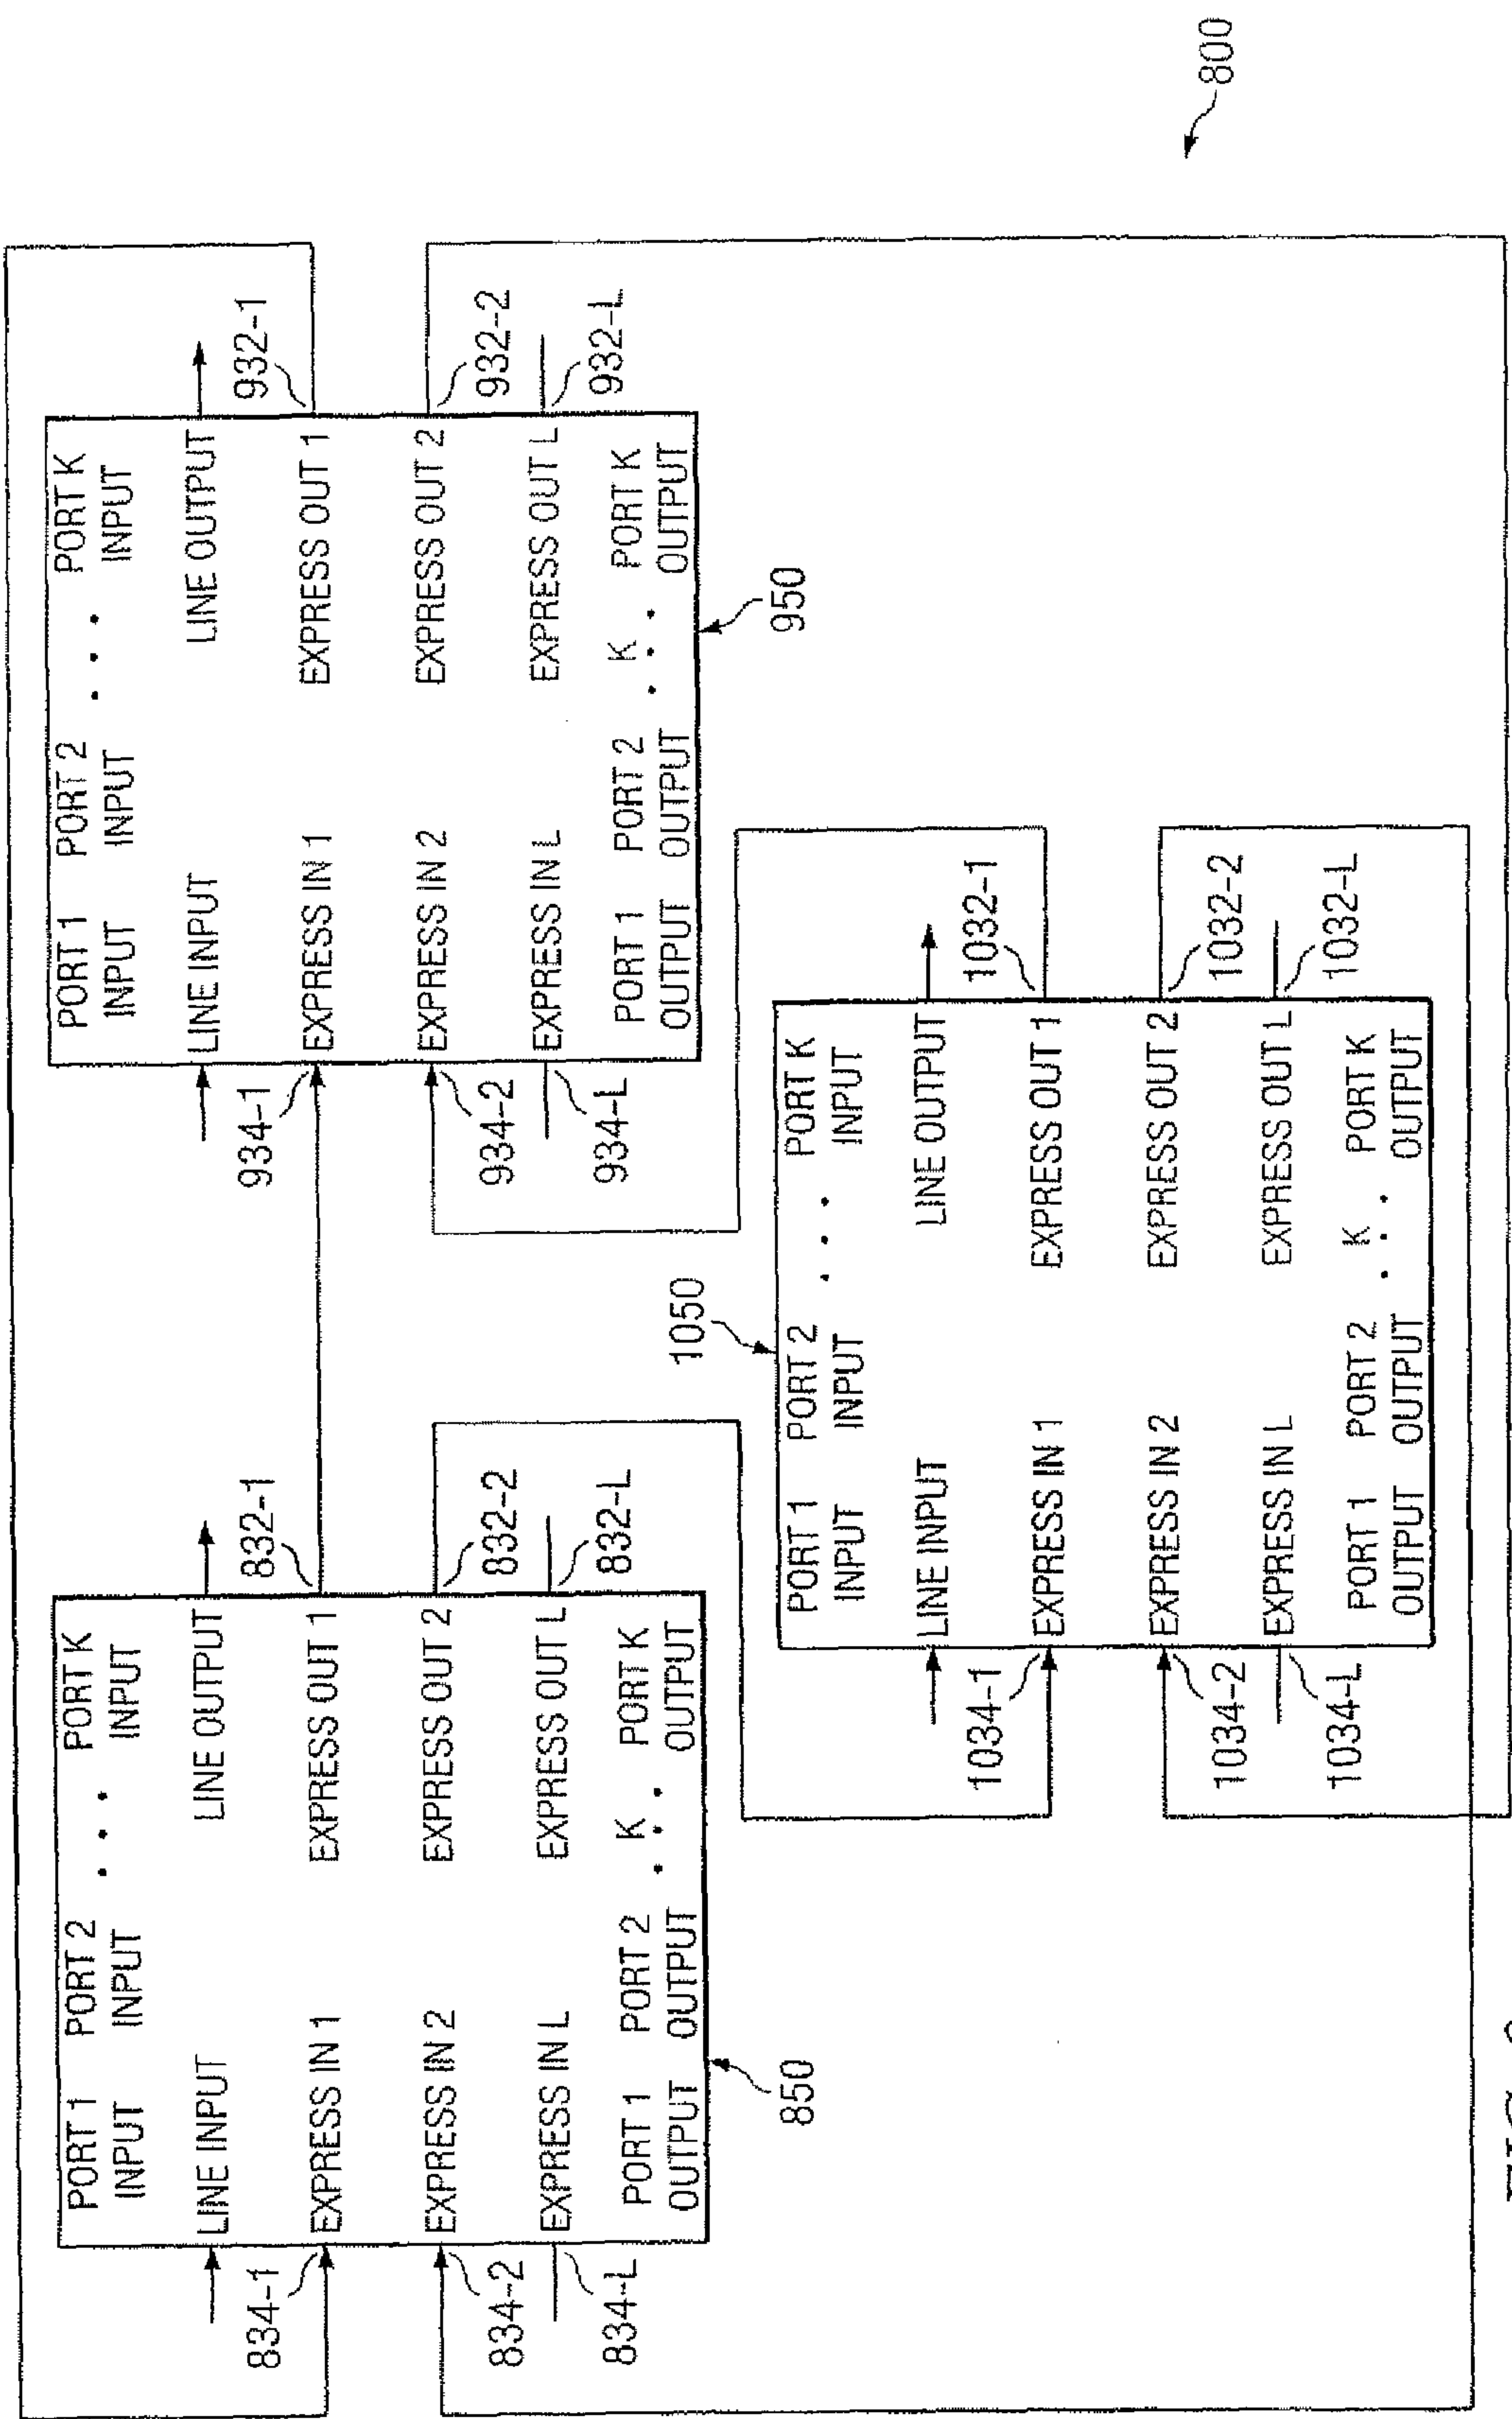 PORT 1 PORT 2 . . . PORT K
INPUT INPUT INPUT
LINE INPUT LINE OUTPUT
EXPRESS IN 1 EXPRESS OUT 1
EXPRESS IN 2 EXPRESS OUT 2
EXPRESS IN L EXPRESS OUT L
PORT 1 PORT 2 . K . . PORT K
OUTPUT OUTPUT OUTPUT
834-1
834-2
834-L
832-1
832-2
832-L
850
PORT 1 PORT 2 . . . PORT K
INPUT INPUT INPUT
LINE INPUT LINE OUTPUT
EXPRESS IN 1 EXPRESS OUT 1
EXPRESS IN 2 EXPRESS OUT 2
EXPRESS IN L EXPRESS OUT L
PORT 1 PORT 2 . K . . PORT K
OUTPUT OUTPUT OUTPUT
934-1
934-2
934-L
932-1
932-2
932-L
950
1050
PORT 1 PORT 2 . . . PORT K
INPUT INPUT INPUT
LINE INPUT LINE OUTPUT
EXPRESS IN 1 EXPRESS OUT 1
EXPRESS IN 2 EXPRESS OUT 2
EXPRESS IN L EXPRESS OUT L
PORT 1 PORT 2 . K . . PORT K
OUTPUT OUTPUT OUTPUT
1034-1
1034-2
1034-L
1032-1
1032-2
1032-L
800